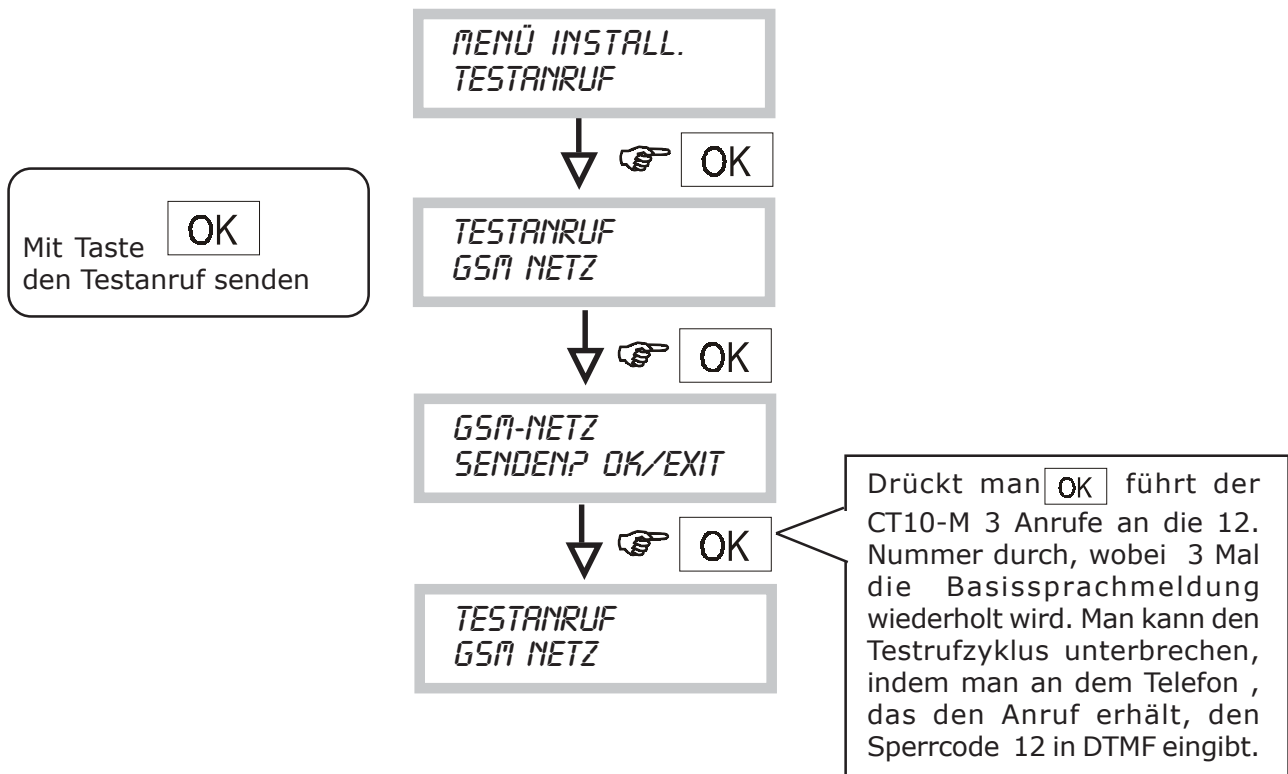 MENÜ INSTALL.
TESTANRUF
OK
Mit Taste OK
den Testanruf senden
TESTANRUF
GSM NETZ
OK
GSM-NETZ
SENDEN? OK/EXIT
OK
Drückt man OK führt der
CT10-M 3 Anrufe an die 12.
Nummer durch, wobei 3 Mal
die Basissprachmeldung
wiederholt wird. Man kann den
Testrufzyklus unterbrechen,
indem man an dem Telefon ,
das den Anruf erhält, den
Sperrcode 12 in DTMF eingibt.
TESTANRUF
GSM NETZ